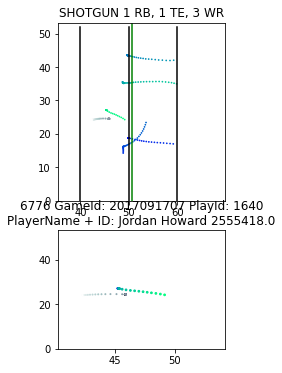 SHOTGUN 1 RB, 1 TE, 3 WR
50
40
30
20
10
0
40 50 60
6776 GameId: 2017091707 PlayId: 1640
PlayerName + ID: Jordan Howard 2555418.0
40
20
0
45 50